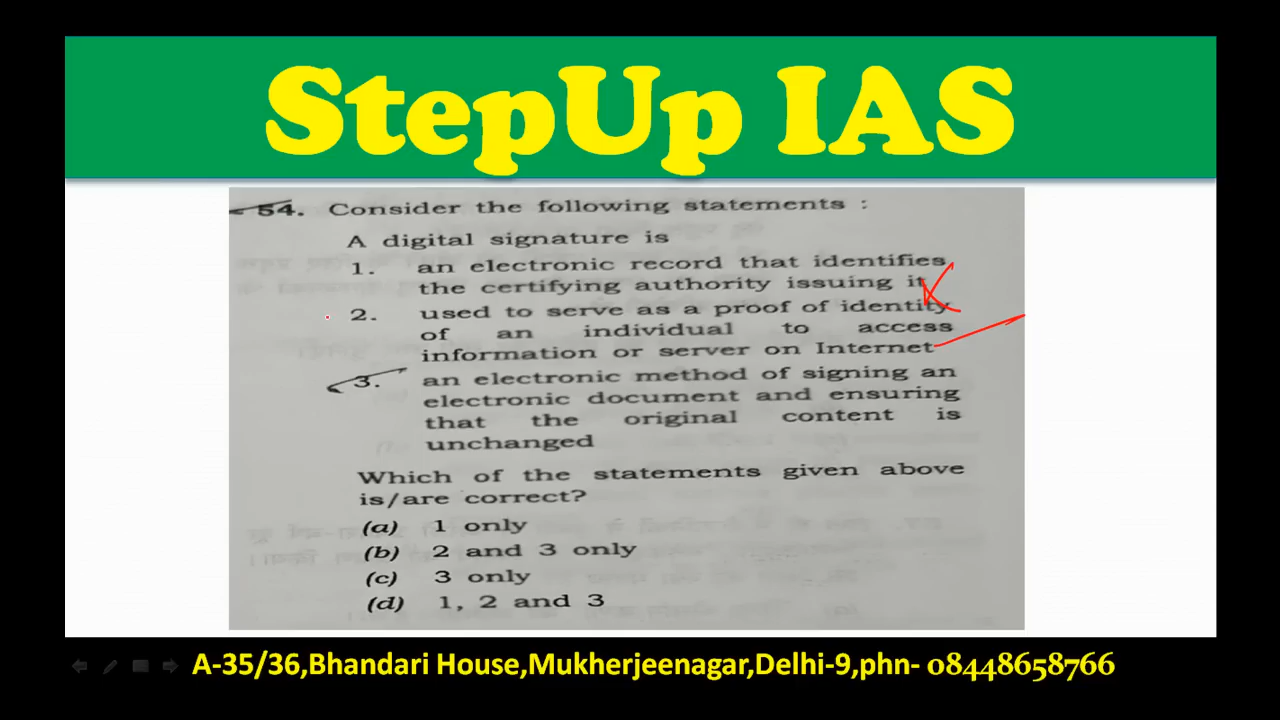 StepUp IAS
54. Consider the following statements :
A digital signature is
1. an electronic record that identifies
the certifying authority issuing it
2. used to serve as a proof of identity
of an individual to access
information or server on Internet
3. an electronic method of signing an
electronic document and ensuring
that the original content is
unchanged
Which of the statements given above
is/are correct?
(a) 1 only
(b) 2 and 3 only
(c) 3 only
(d) 1, 2 and 3
A-35/36,Bhandari House,Mukherjeenagar,Delhi-9,phn- 08448658766